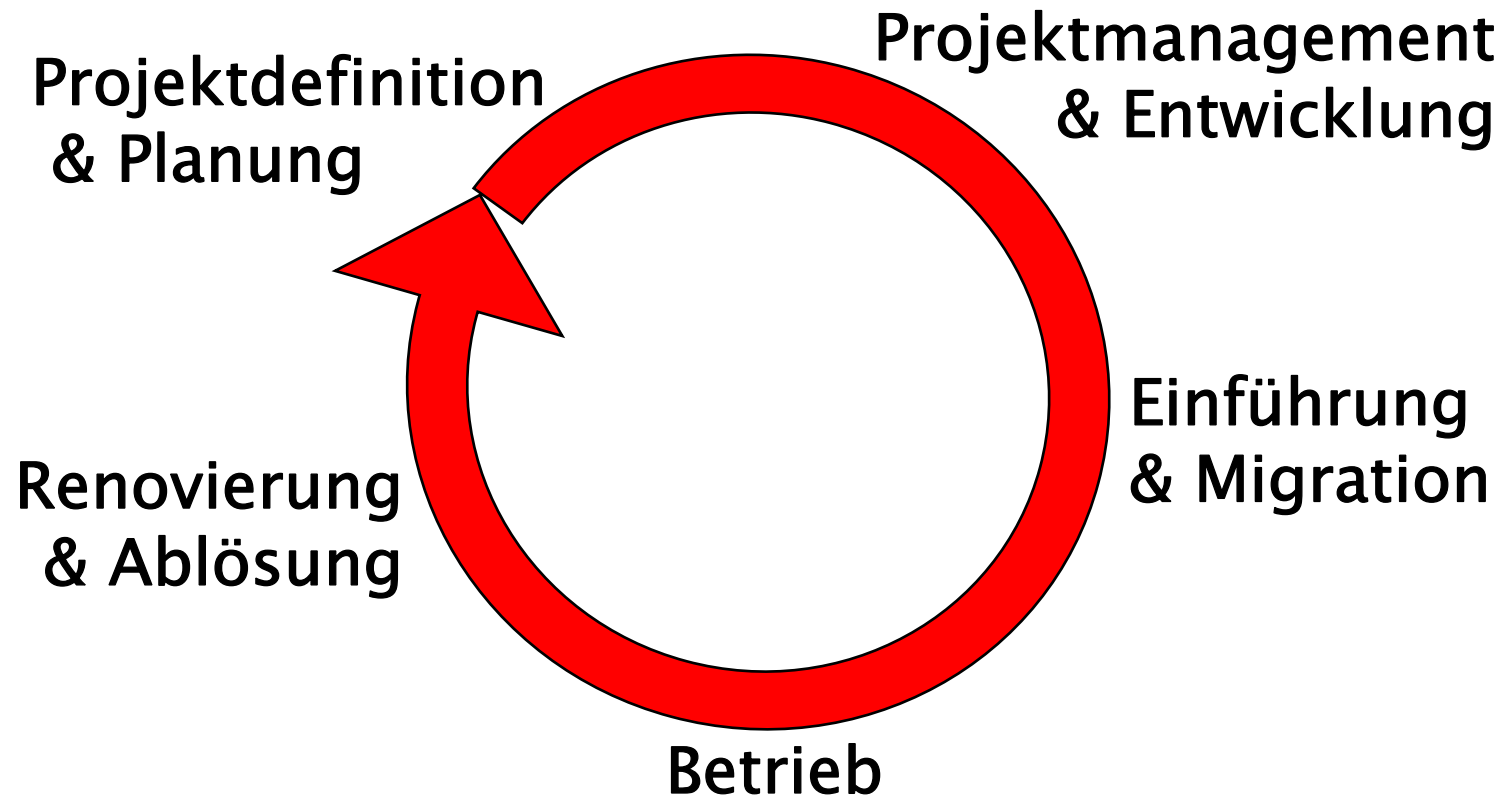 Projektdefinition
& Planung
Projektmanagement
& Entwicklung
Einführung
& Migration
Betrieb
Renovierung
& Ablösung